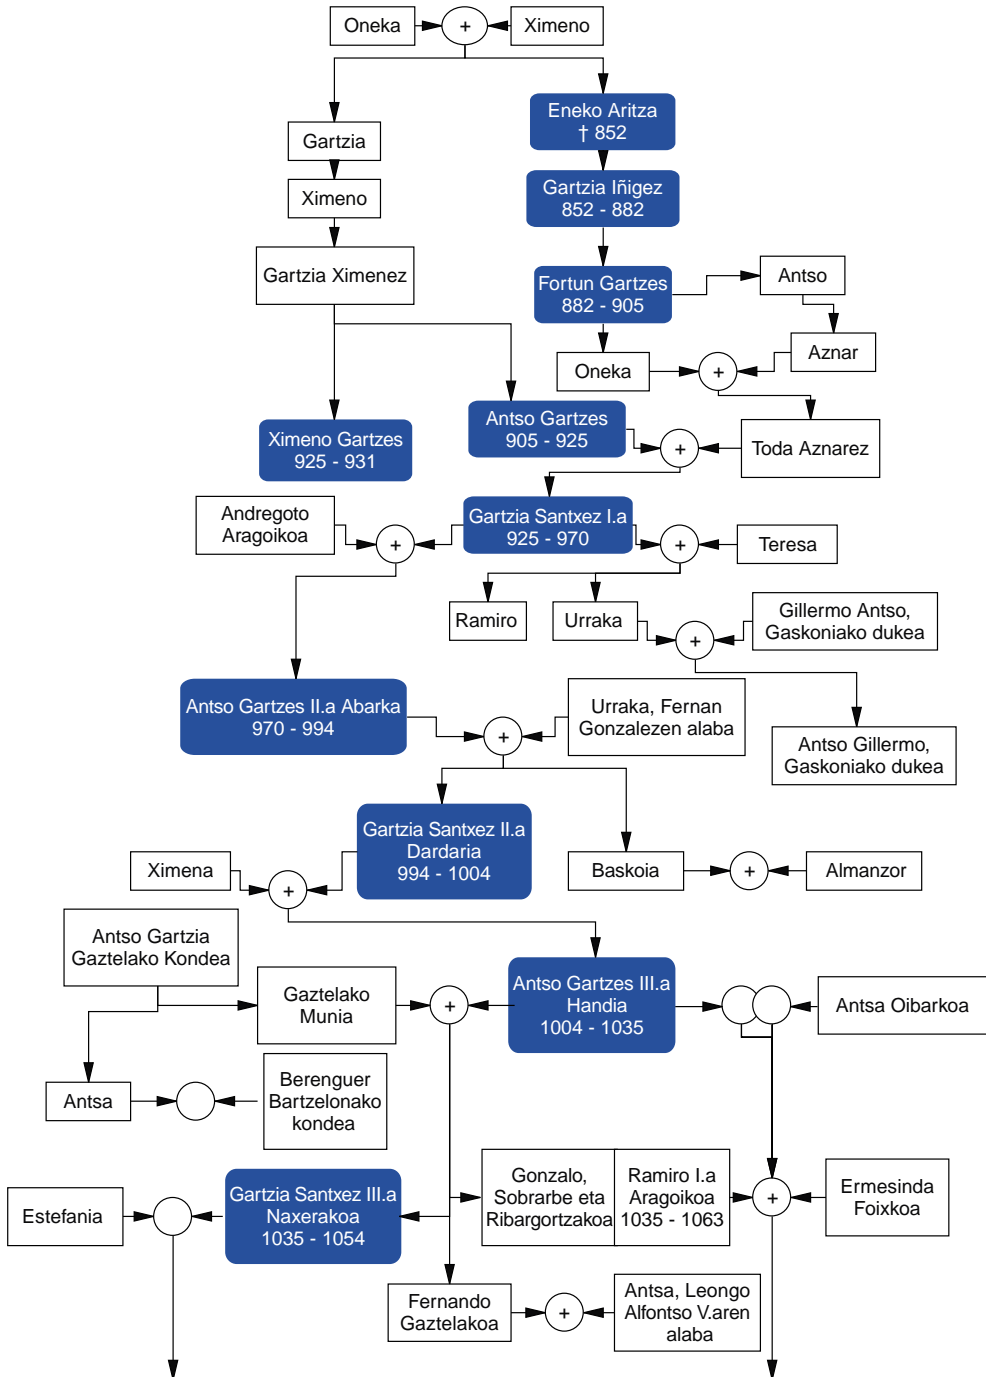 Oneka
+
Ximeno
Eneko Aritza
† 852
Gartzia
Gartzia Iñigez
852 - 882
Ximeno
Gartzia Ximenez
Fortun Gartzes
882 - 905
Antso
Aznar
Oneka
+
Ximeno Gartzes
925 - 931
Antso Gartzes
905 - 925
+
Toda Aznarez
Andregoto
Aragoikoa
+
Gartzia Santxez I.a
925 - 970
+
Teresa
Ramiro
Urraka
+
Gillermo Antso,
Gaskoniako dukea
Antso Gartzes II.a Abarka
970 - 994
+
Urraka, Fernan
Gonzalezen alaba
Antso Gillermo,
Gaskoniako dukea
Gartzia Santxez II.a
Dardaria
994 - 1004
Ximena
+
Baskoia
+
Almanzor
Antso Gartzia
Gaztelako Kondea
Gaztelako
Munia
+
Antso Gartzes III.a
Handia
1004 - 1035
Antsa Oibarkoa
Antsa
Berenguer
Bartzelonako
kondea
Estefania
Gartzia Santxez III.a
Naxerakoa
1035 - 1054
Gonzalo,
Sobrarbe eta
Ribargortzakoa
Ramiro I.a
Aragoikoa
1035 - 1063
+
Ermesinda
Foixkoa
Fernando
Gaztelakoa
+
Antsa, Leongo
Alfontso V.aren
alaba